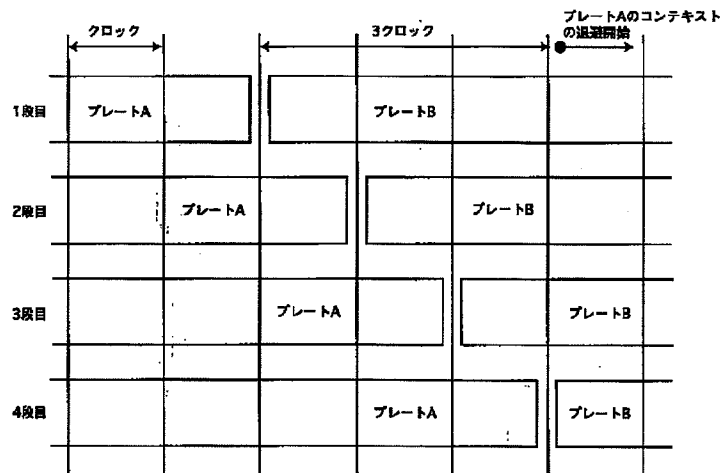 クロック
3クロック
プレートAのコンテキスト
の退避開始
1段目
プレートA
プレートB
2段目
プレートA
プレートB
3段目
プレートA
プレートB
4段目
プレートA
プレートB